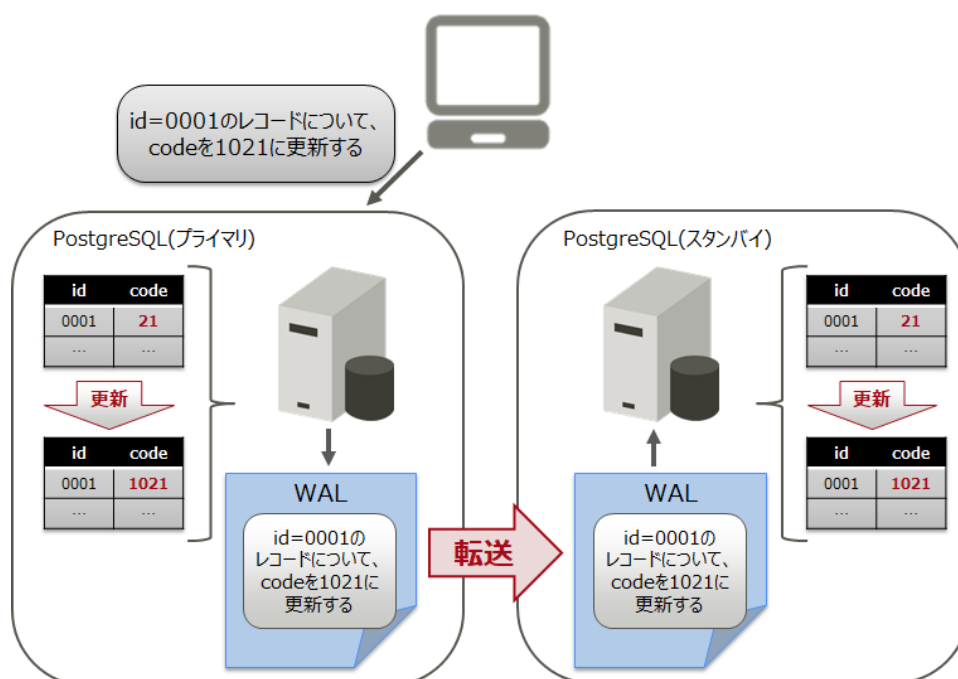 id=0001のレコードについて、
codeを1021に更新する
PostgreSQL(プライマリ)
id code
0001 21
... ...
更新
id code
0001 1021
... ...
WAL
id=0001の
レコードについて、
codeを1021に
更新する
転送
PostgreSQL(スタンバイ)
id code
0001 21
... ...
更新
id code
0001 1021
... ...
WAL
id=0001の
レコードについて、
codeを1021に
更新する